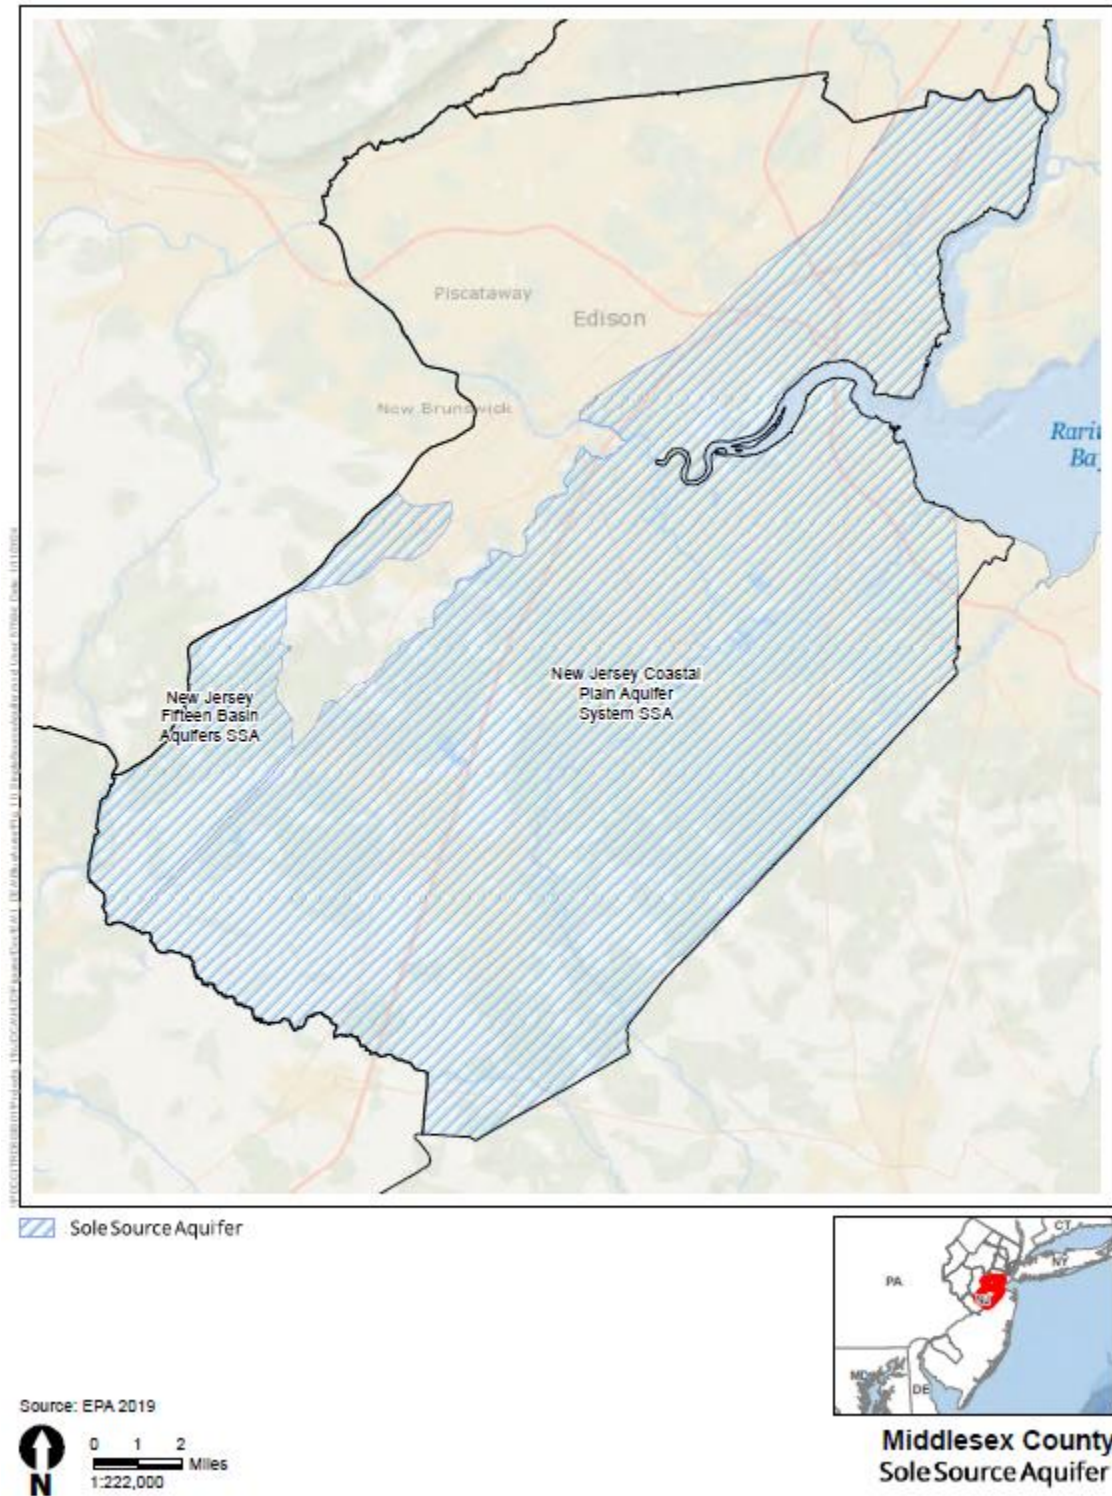 Piscataway
Edison
New Brunswick
New Jersey
Fifteen Basin
Aquifers SSA
New Jersey Coastal
Plain Aquifer
System SSA
Sole Source Aquifer
CT
NY
PA
NJ
MD
DE
Source: EPA 2019
0 1 2
Miles
1:222,000
N
Middlesex County
Sole Source Aquifer